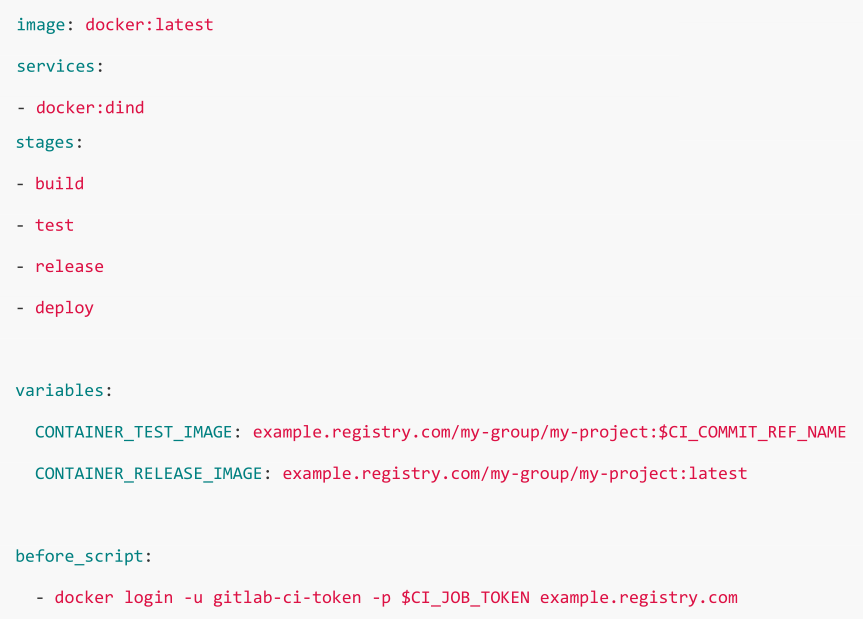 image: docker:latest
services:
- docker:dind
stages:
- build
- test
- release
- deploy
variables:
CONTAINER_TEST_IMAGE: example.registry.com/my-group/my-project:$CI_COMMIT_REF_NAME
CONTAINER_RELEASE_IMAGE: example.registry.com/my-group/my-project:latest
before_script:
- docker login -u gitlab-ci-token -p $CI_JOB_TOKEN example.registry.com